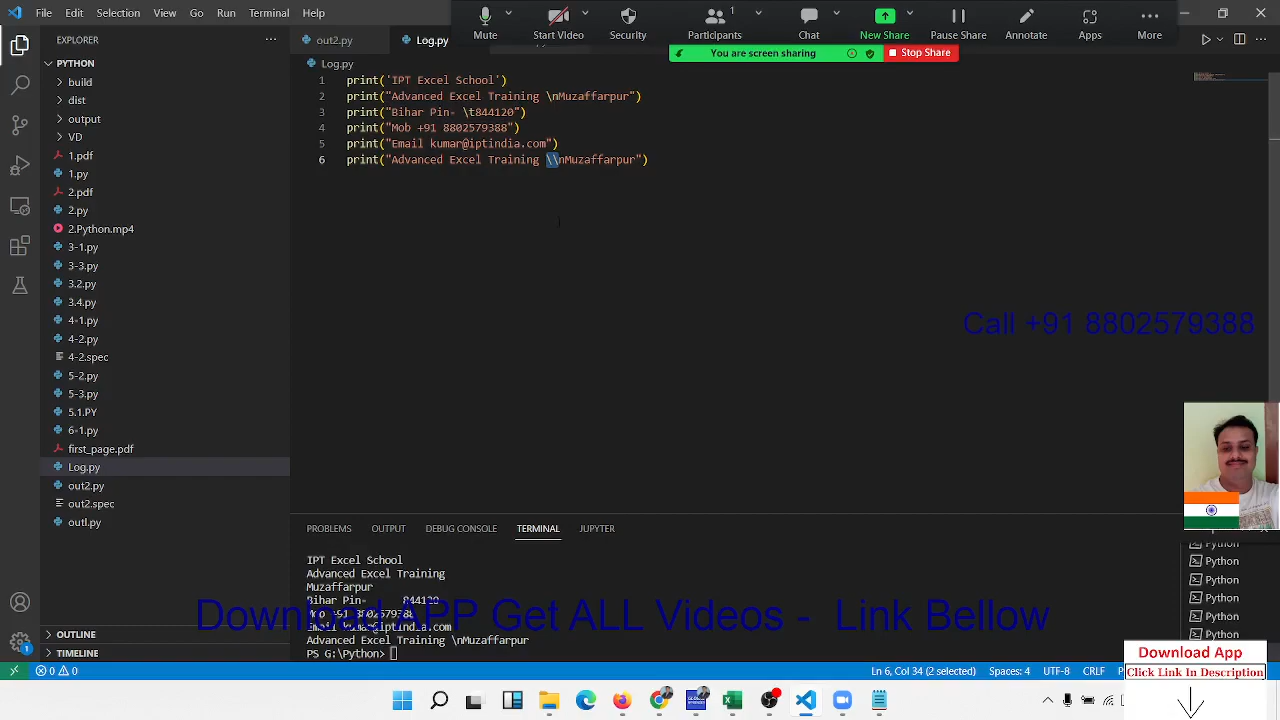 File Edit Selection View Go Run Terminal Help
Mute Start Video Security Participants 1 Chat New Share Pause Share Annotate Apps More
You are screen sharing Stop Share
EXPLORER
PYTHON
build
dist
output
VD
1.pdf
1.py
2.pdf
2.py
2.Python.mp4
3-1.py
3-3.py
3.2.py
3.4.py
4-1.py
4-2.py
4-2.spec
5-2.py
5-3.py
5.1.PY
6-1.py
first_page.pdf
Log.py
out2.py
out2.spec
outl.py
OUTLINE
TIMELINE
out2.py Log.py
Log.py
1 print('IPT Excel School')
2 print("Advanced Excel Training \nMuzaffarpur")
3 print("Bihar Pin- \t844120")
4 print("Mob +91 8802579388")
5 print("Email kumar@iptindia.com")
6 print("Advanced Excel Training \\nMuzaffarpur")
Call +91 8802579388
PROBLEMS OUTPUT DEBUG CONSOLE TERMINAL JUPYTER
IPT Excel School
Advanced Excel Training
Muzaffarpur
Bihar Pin- 844120
Advanced Excel Training \nMuzaffarpur
PS G:\Python>
Python
Python
Python
Python
Python
Python
Download APP Get ALL Videos - Link Bellow
Download App
Click Link In Description
1
0 0
Ln 6, Col 34 (2 selected) Spaces: 4 UTF-8 CRLF